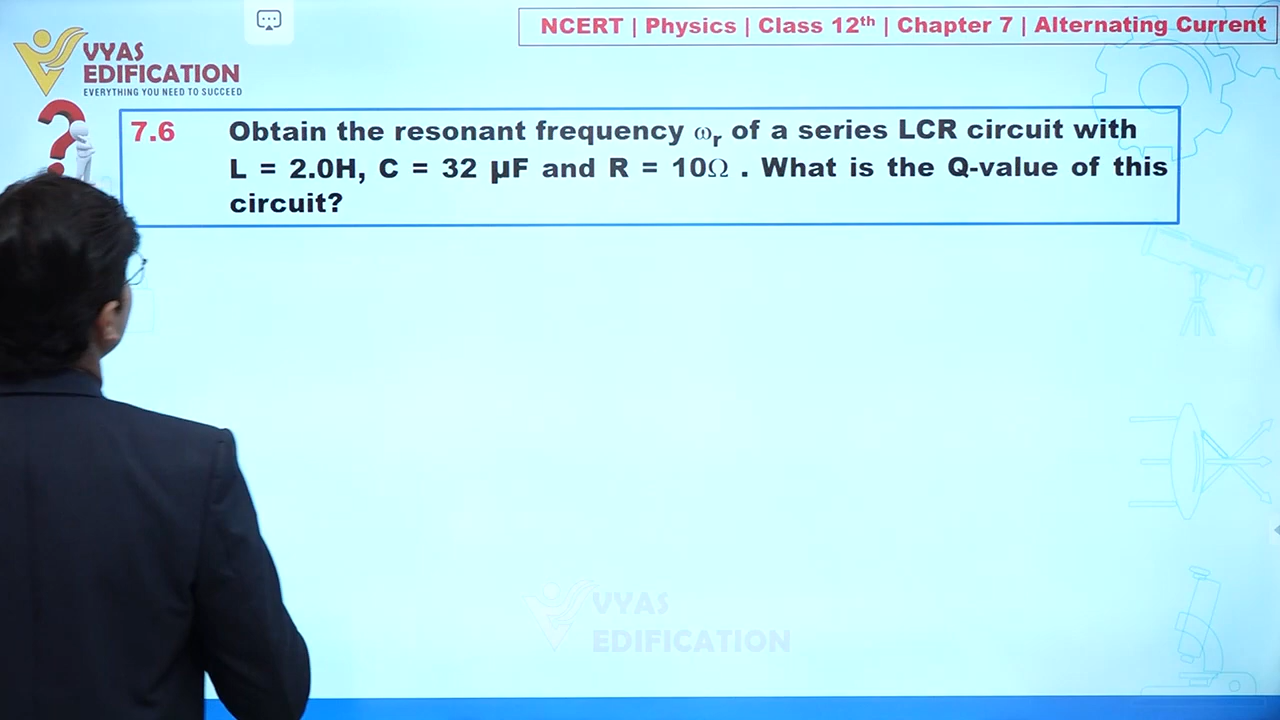 NCERT | Physics | Class 12th | Chapter 7 | Alternating Current
VYAS
EDIFICATION
EVERYTHING YOU NEED TO SUCCEED
7.6 Obtain the resonant frequency ωr of a series LCR circuit with
L = 2.0H, C = 32 µF and R = 10Ω . What is the Q-value of this
circuit?
VYAS
EDIFICATION